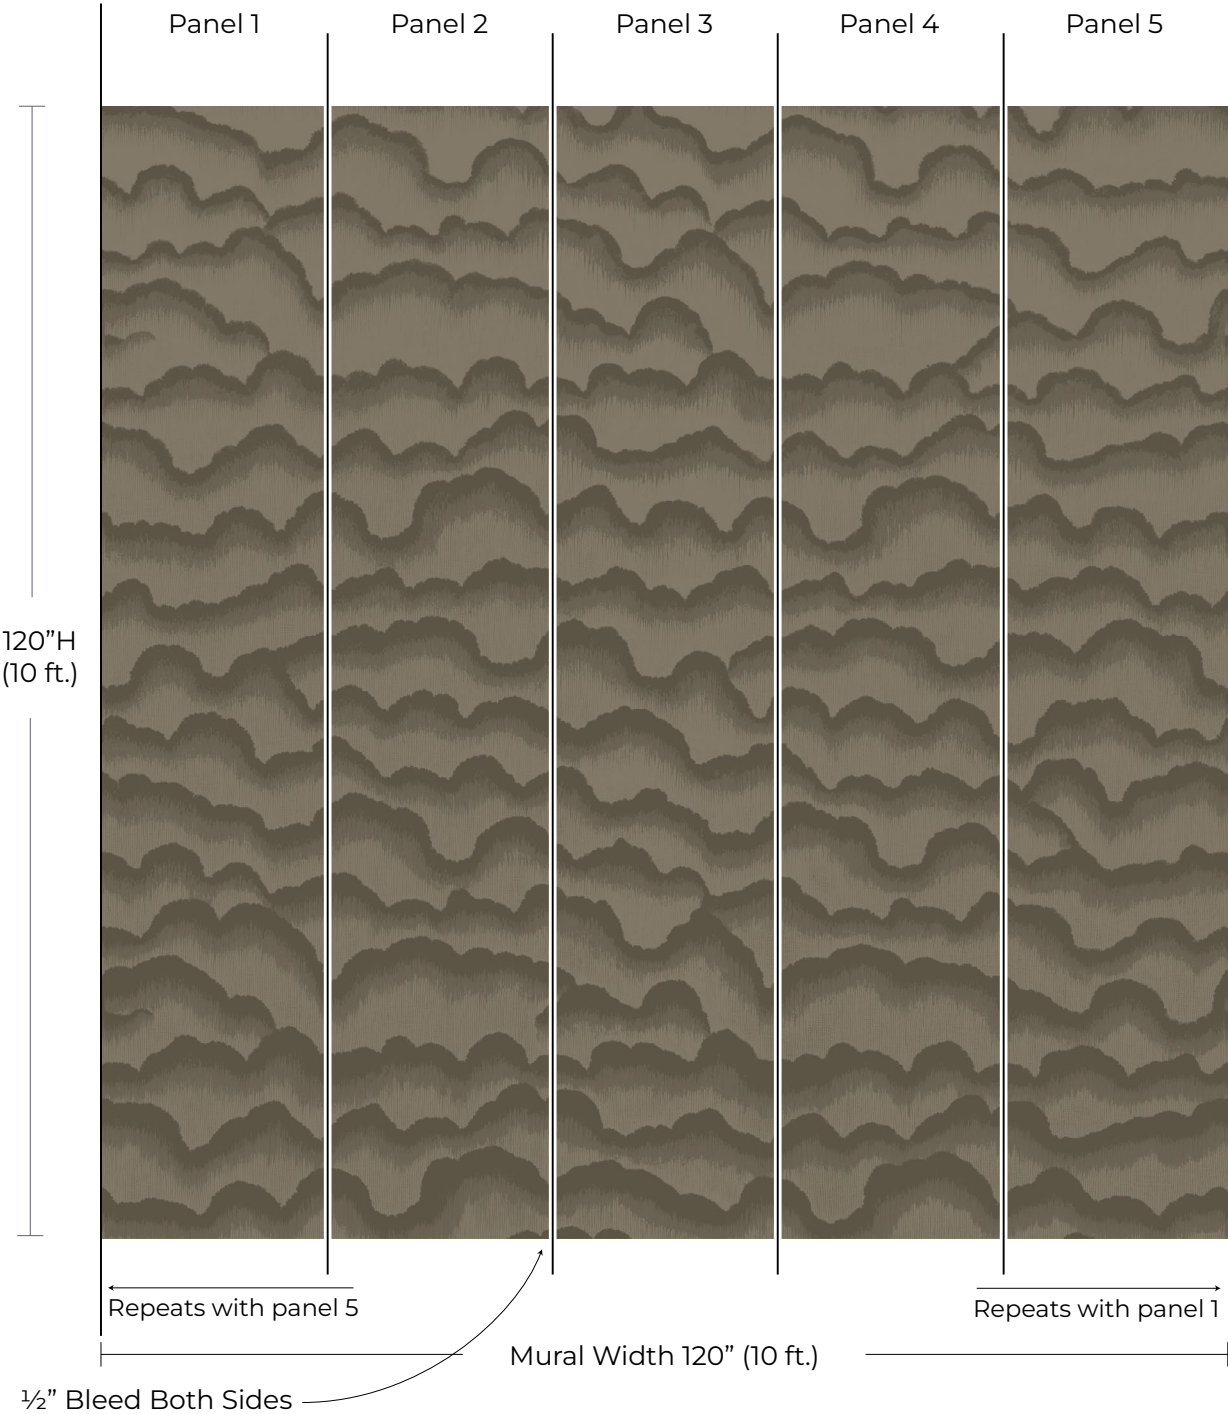 Panel 1
Panel 2
Panel 3
Panel 4
Panel 5
120”H
(10 ft.)
Repeats with panel 5
Repeats with panel 1
Mural Width 120” (10 ft.)
½” Bleed Both Sides